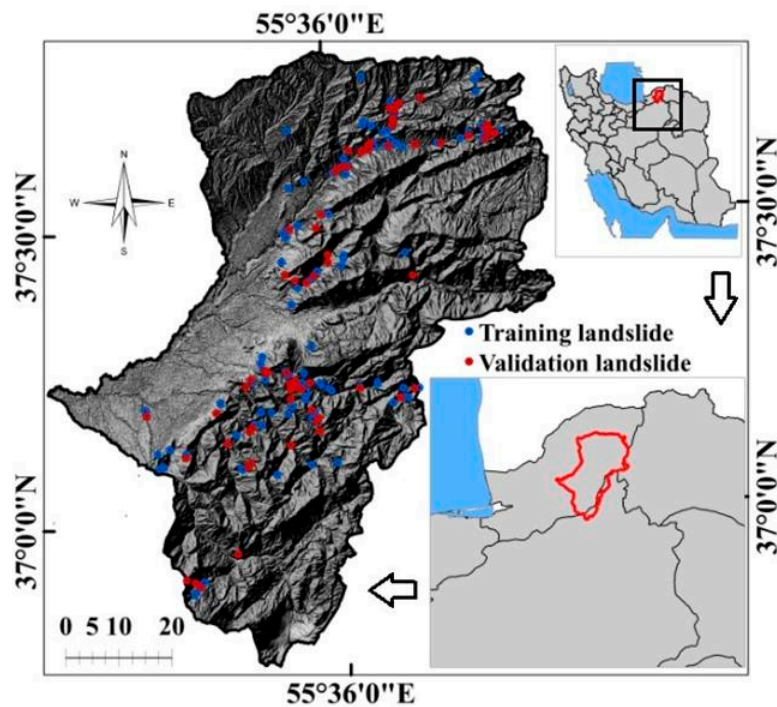 55°36'0"E
N
W E
S
37°30'0"N
37°30'0"N
Training landslide
Validation landslide
37°0'0"N
37°0'0"N
0 5 10 20
55°36'0"E